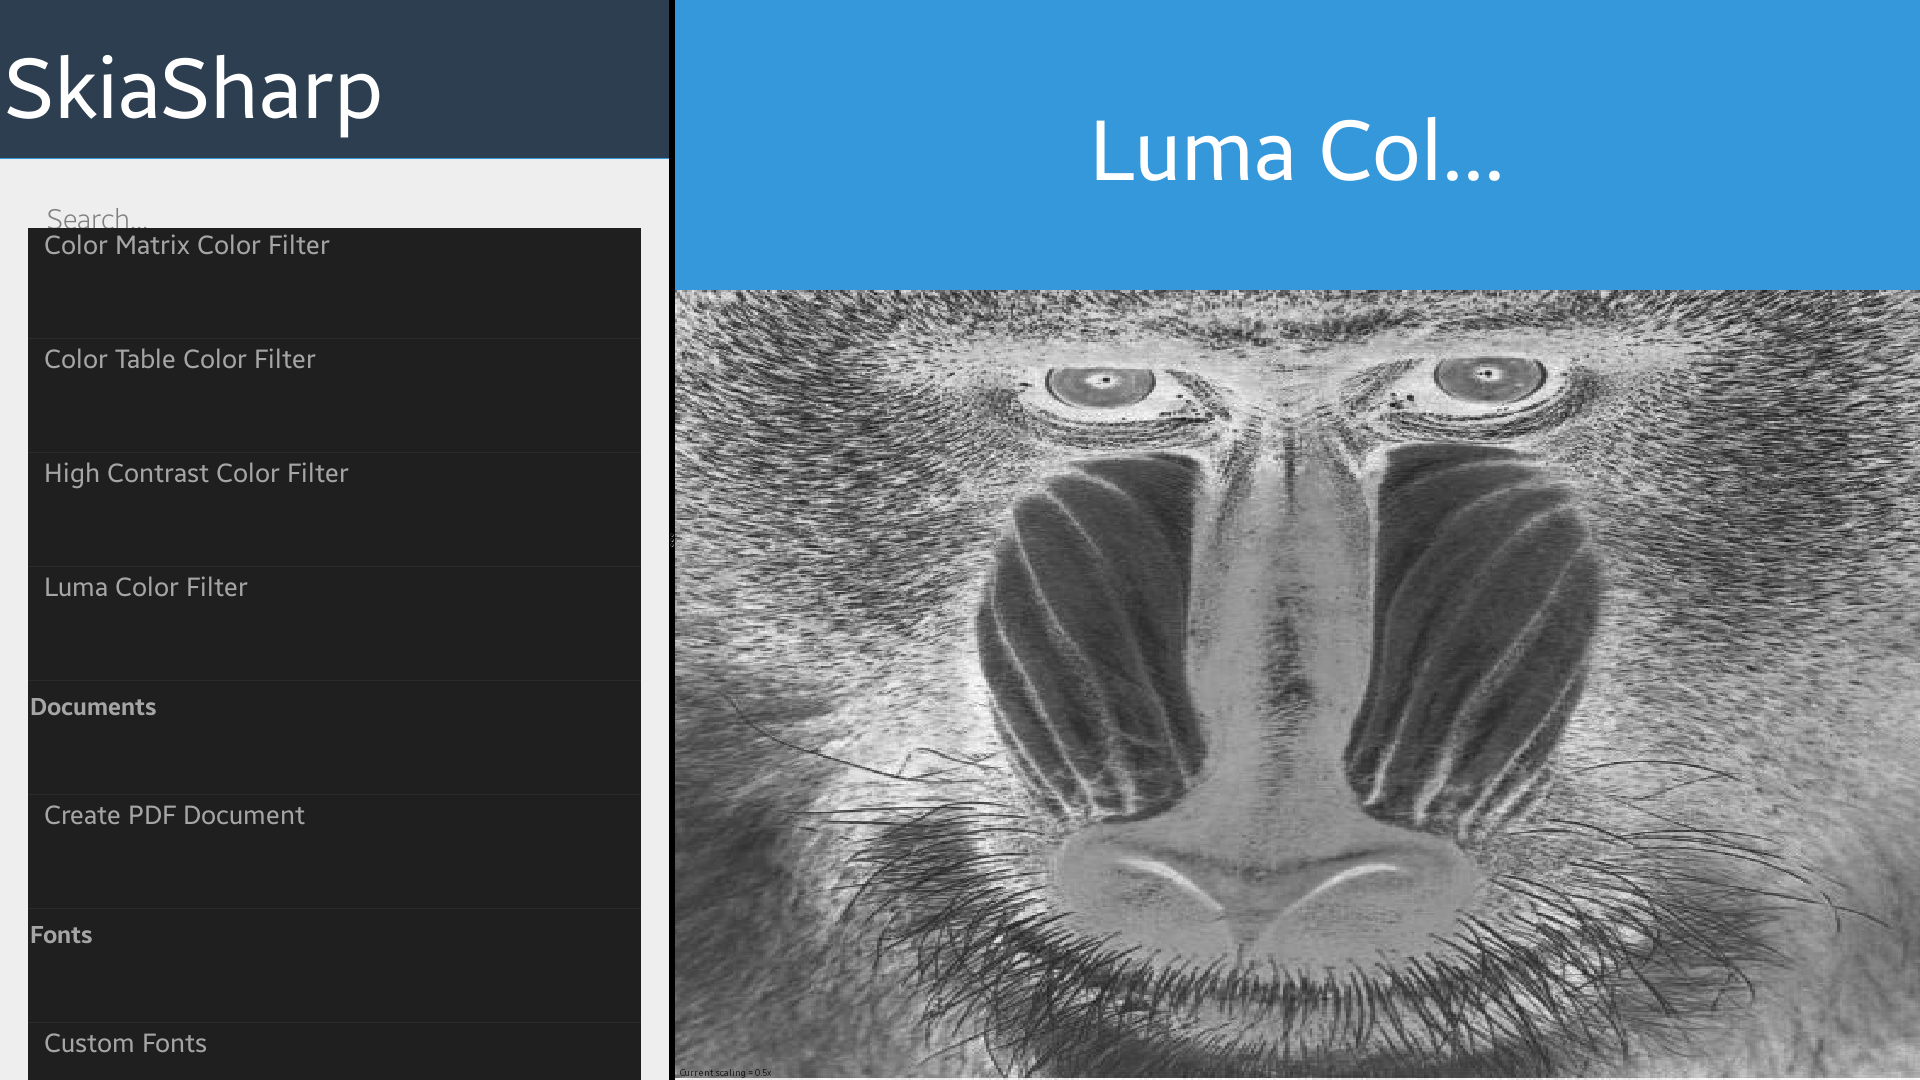 SkiaSharp
Search...
Color Matrix Color Filter
Color Table Color Filter
High Contrast Color Filter
Luma Color Filter
Documents
Create PDF Document
Fonts
Custom Fonts
Luma Col...
Current scaling = 0.5x